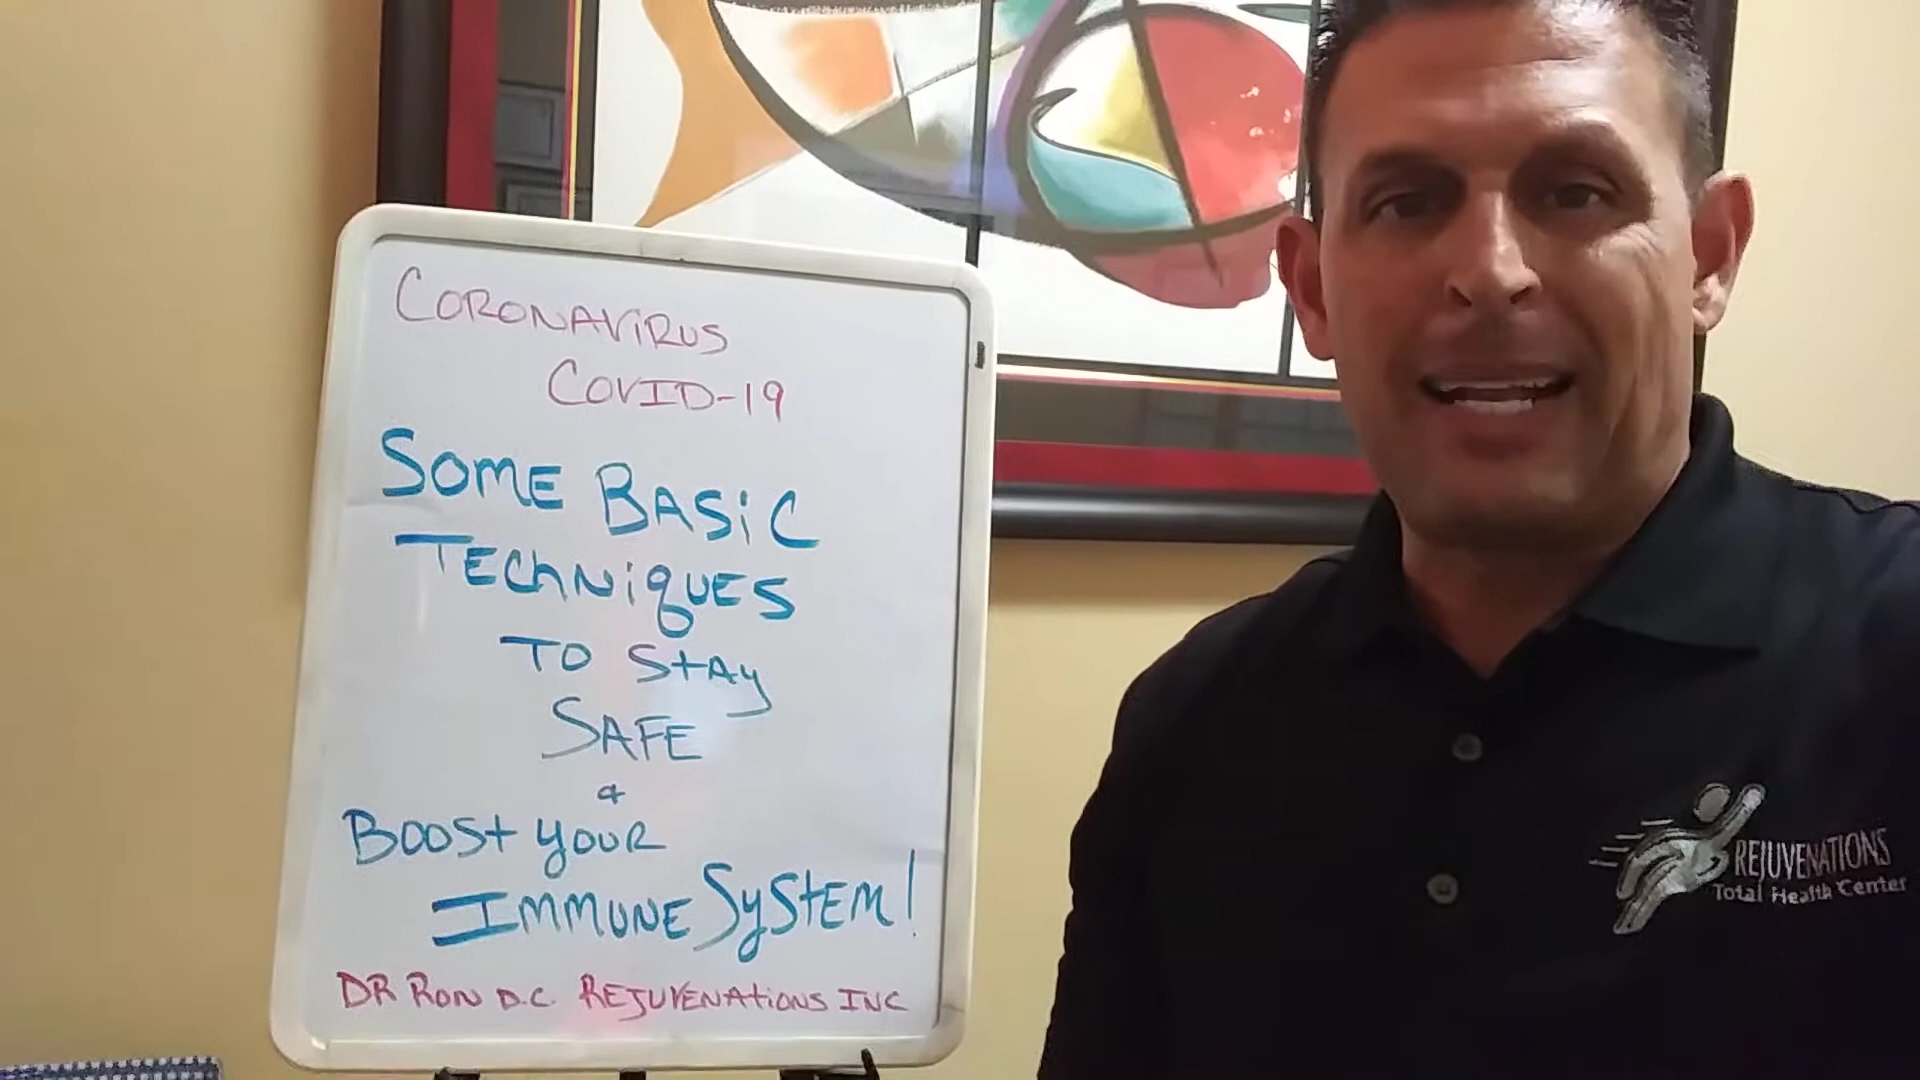 CORONAViRUS
COVID-19
SOME BASiC
TEChNiQUES
TO StAy
SAFE
&
BOOSt yOUR
IMMUNE SyStEM!
DR RON D.C. REJUVENAtiONS INC
REJUVENATIONS
Total Health Center